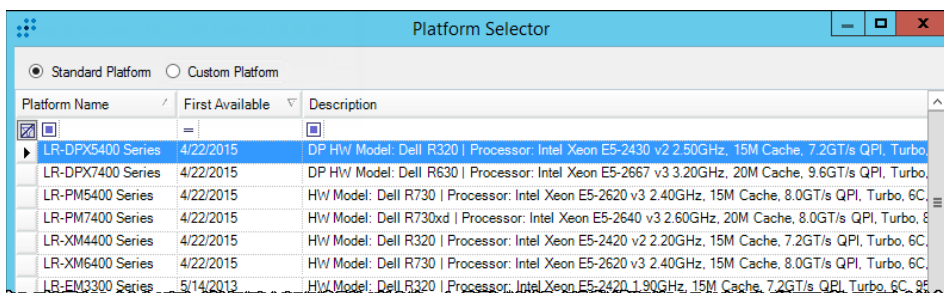 Platform Selector
Standard Platform Custom Platform
Platform Name First Available Description
= 
LR-DPX5400 Series 4/22/2015 DP HW Model: Dell R320 | Processor: Intel Xeon E5-2430 v2 2.50GHz, 15M Cache, 7.2GT/s QPI, Turbo,
LR-DPX7400 Series 4/22/2015 DP HW Model: Dell R630 | Processor: Intel Xeon E5-2667 v3 3.20GHz, 20M Cache, 9.6GT/s QPI, Turbo,
LR-PM5400 Series 4/22/2015 HW Model: Dell R730 | Processor: Intel Xeon E5-2620 v3 2.40GHz, 15M Cache, 8.0GT/s QPI, Turbo, 6C,
LR-PM7400 Series 4/22/2015 HW Model: Dell R730xd | Processor: Intel Xeon E5-2640 v3 2.60GHz, 20M Cache, 8.0GT/s QPI, Turbo,
LR-XM4400 Series 4/22/2015 HW Model: Dell R320 | Processor: Intel Xeon E5-2420 v2 2.20GHz, 15M Cache, 7.2GT/s QPI, Turbo, 6C,
LR-XM6400 Series 4/22/2015 HW Model: Dell R730 | Processor: Intel Xeon E5-2620 v3 2.40GHz, 15M Cache, 8.0GT/s QPI, Turbo, 6C,
LR-EM3300 Series 5/14/2013 HW Model: Dell R320 | Processor: Intel Xeon E5-2420 1.90GHz, 15M Cache, 7.2GT/s QPI, Turbo, 6C,